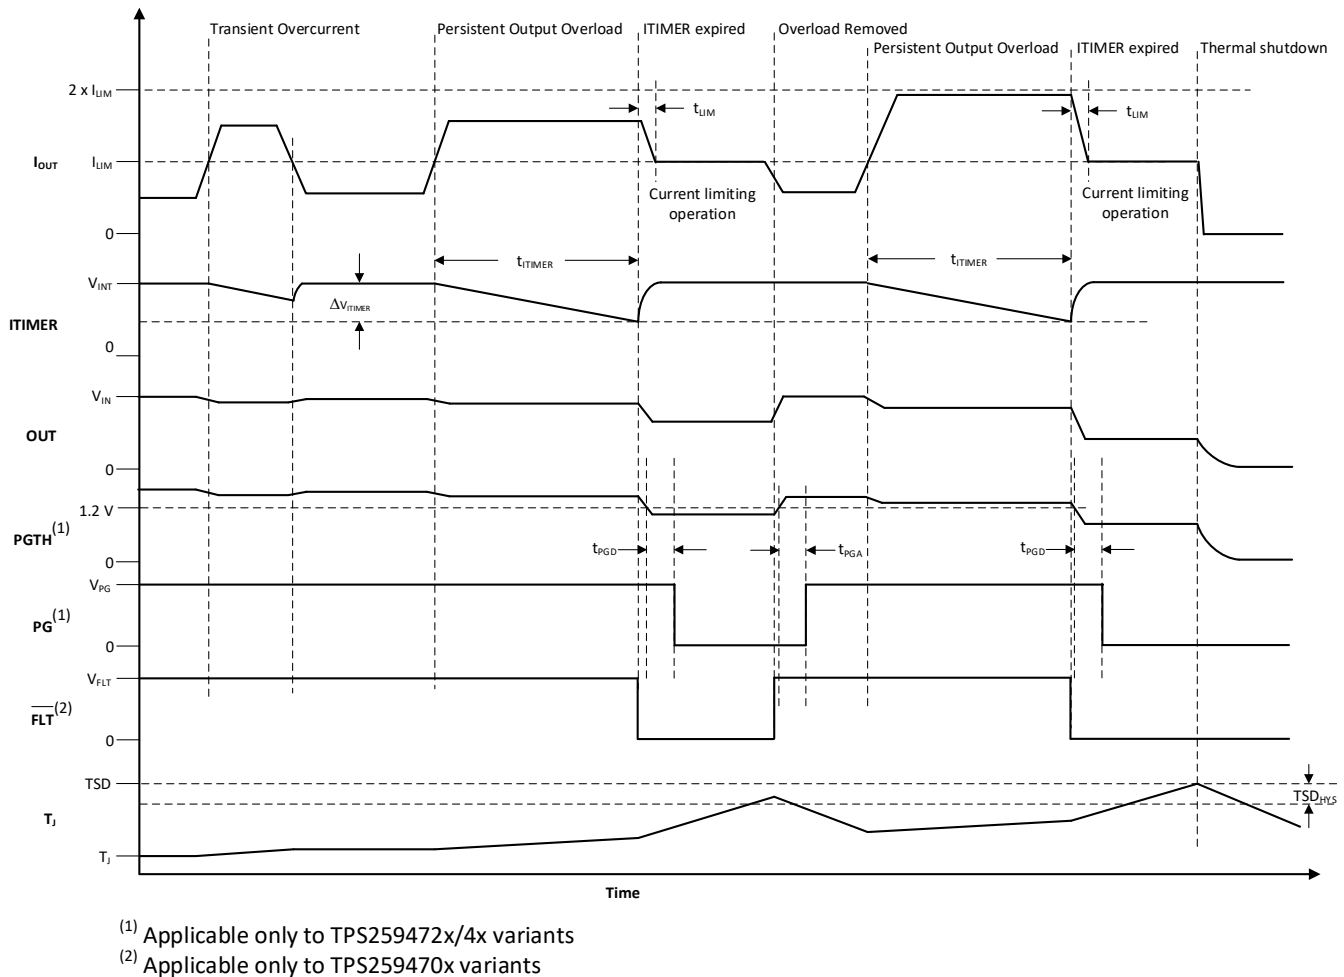 Transient Overcurrent
Persistent Output Overload
ITIMER expired
Overload Removed
Persistent Output Overload
ITIMER expired
Thermal shutdown
2 x ILIM
tLIM
tLIM
IOUT
ILIM
Current limiting
operation
Current limiting
operation
0
tITIMER
tITIMER
VINT
ΔVITIMER
ITIMER
0
VIN
OUT
0
1.2 V
PGTH(1)
tPGD
tPGA
tPGD
0
VPG
PG(1)
0
VFLT
FLT(2)
0
TSD
TSDHYS
TJ
TJ
Time
(1) Applicable only to TPS259472x/4x variants
(2) Applicable only to TPS259470x variants